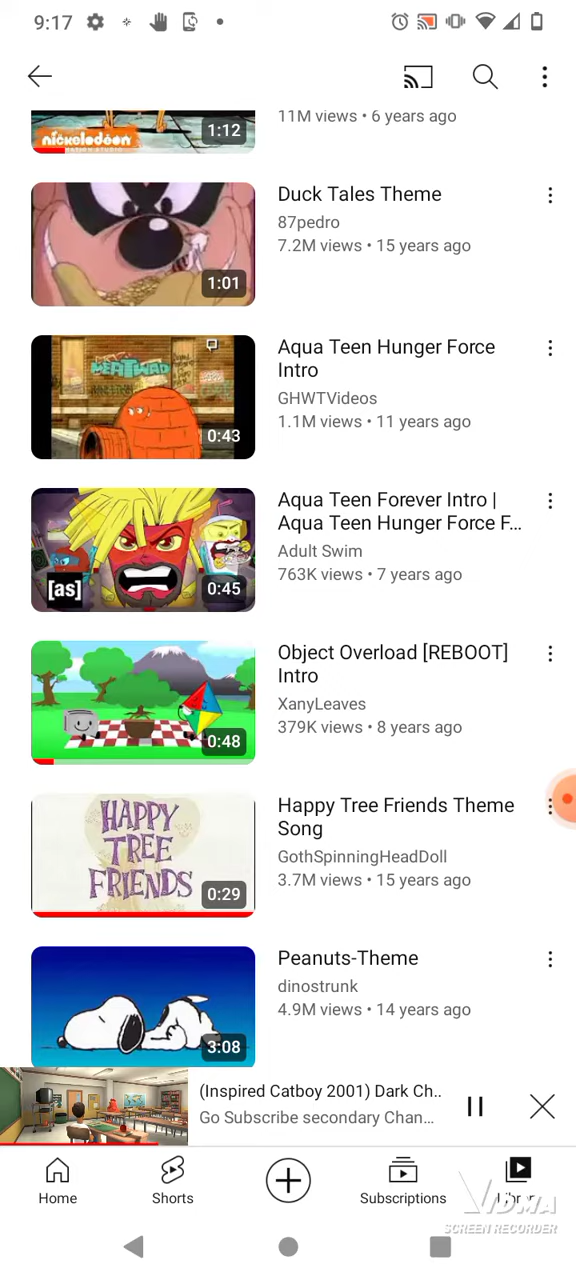 9:17
11M views • 6 years ago
nickelodeon
1:12
Duck Tales Theme
87pedro
7.2M views • 15 years ago
1:01
Aqua Teen Hunger Force
Intro
GHWTVideos
1.1M views • 11 years ago
MEATWAD
0:43
Aqua Teen Forever Intro |
Aqua Teen Hunger Force F...
Adult Swim
763K views • 7 years ago
[as]
0:45
Object Overload [REBOOT]
Intro
XanyLeaves
379K views • 8 years ago
0:48
Happy Tree Friends Theme
Song
GothSpinningHeadDoll
3.7M views • 15 years ago
HAPPY
TREE
FRIENDS
0:29
Peanuts-Theme
dinostrunk
4.9M views • 14 years ago
3:08
(Inspired Catboy 2001) Dark Ch..
Go Subscribe secondary Chan...
Home
Shorts
Subscriptions
VIDMA
SCREEN RECORDER